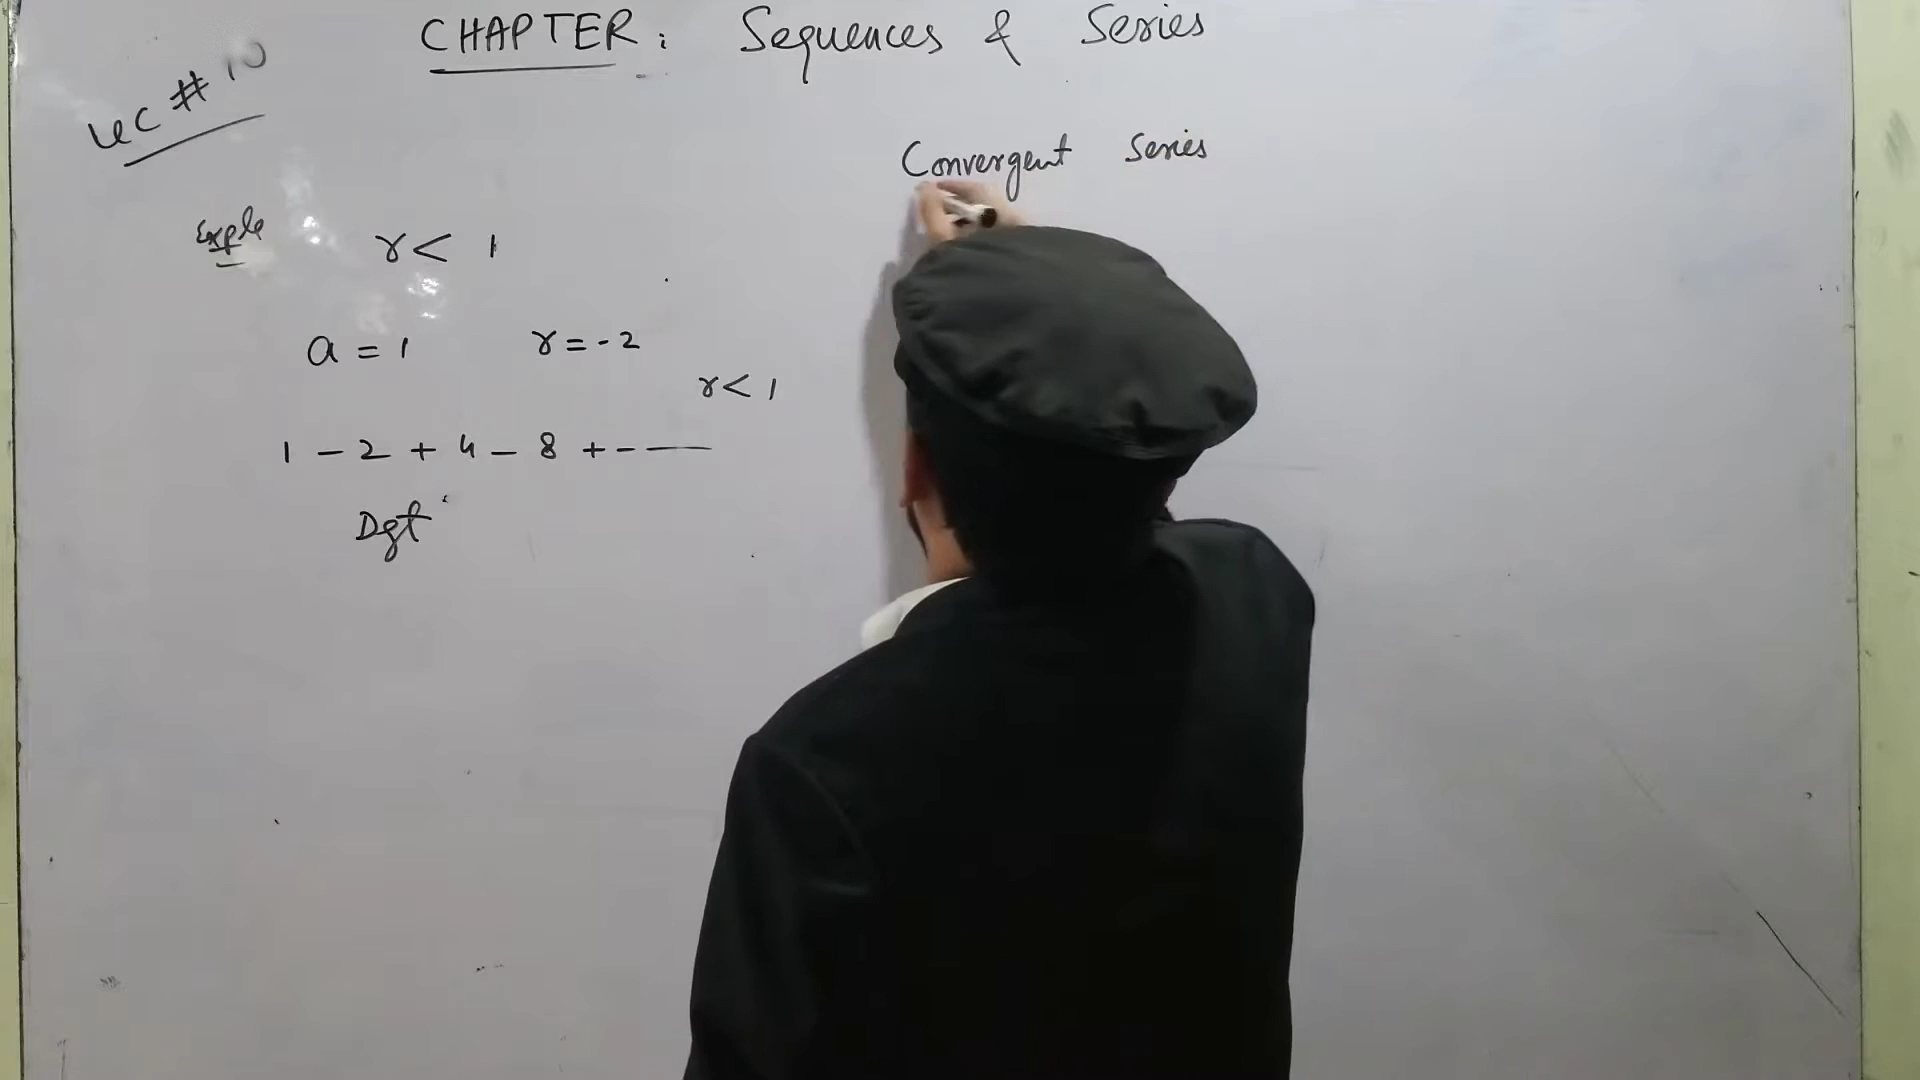 CHAPTER: Sequences & Series
Lec # 10
Convergent Series
Exple r < 1
a = 1 r = -2
r < 1
1 - 2 + 4 - 8 + - —
Dgt